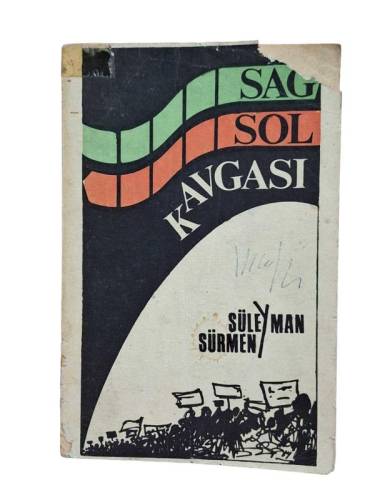 SAĞ
SOL
KAVGASI
SÜLEYMAN
SÜRMEN